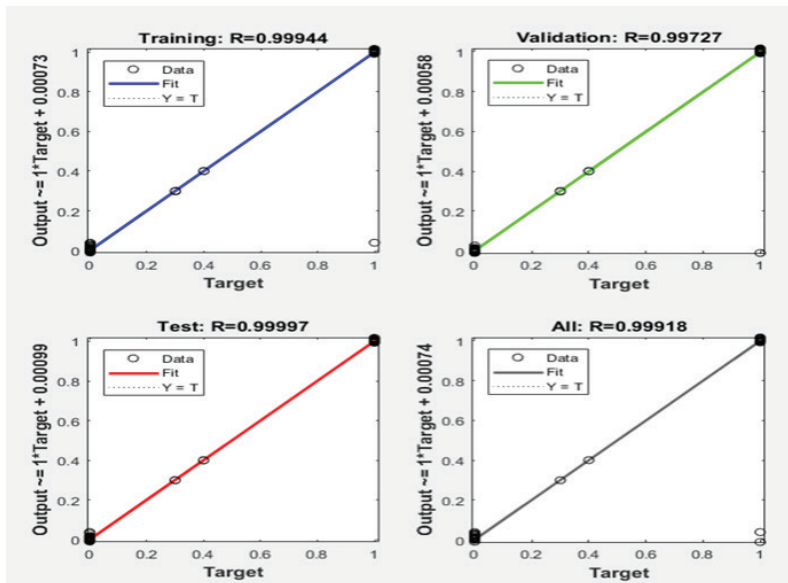 Training: R=0.99944
Output ~= 1*Target + 0.00073
1
0.8
0.6
0.4
0.2
0
Data
Fit
Y = T
0 0.2 0.4 0.6 0.8 1
Target
Validation: R=0.99727
Output ~= 1*Target + 0.00058
1
0.8
0.6
0.4
0.2
0
Data
Fit
Y = T
0 0.2 0.4 0.6 0.8 1
Target
Test: R=0.99997
Output ~= 1*Target + 0.00099
1
0.8
0.6
0.4
0.2
0
Data
Fit
Y = T
0 0.2 0.4 0.6 0.8 1
Target
All: R=0.99918
Output ~= 1*Target + 0.00074
1
0.8
0.6
0.4
0.2
0
Data
Fit
Y = T
0 0.2 0.4 0.6 0.8 1
Target